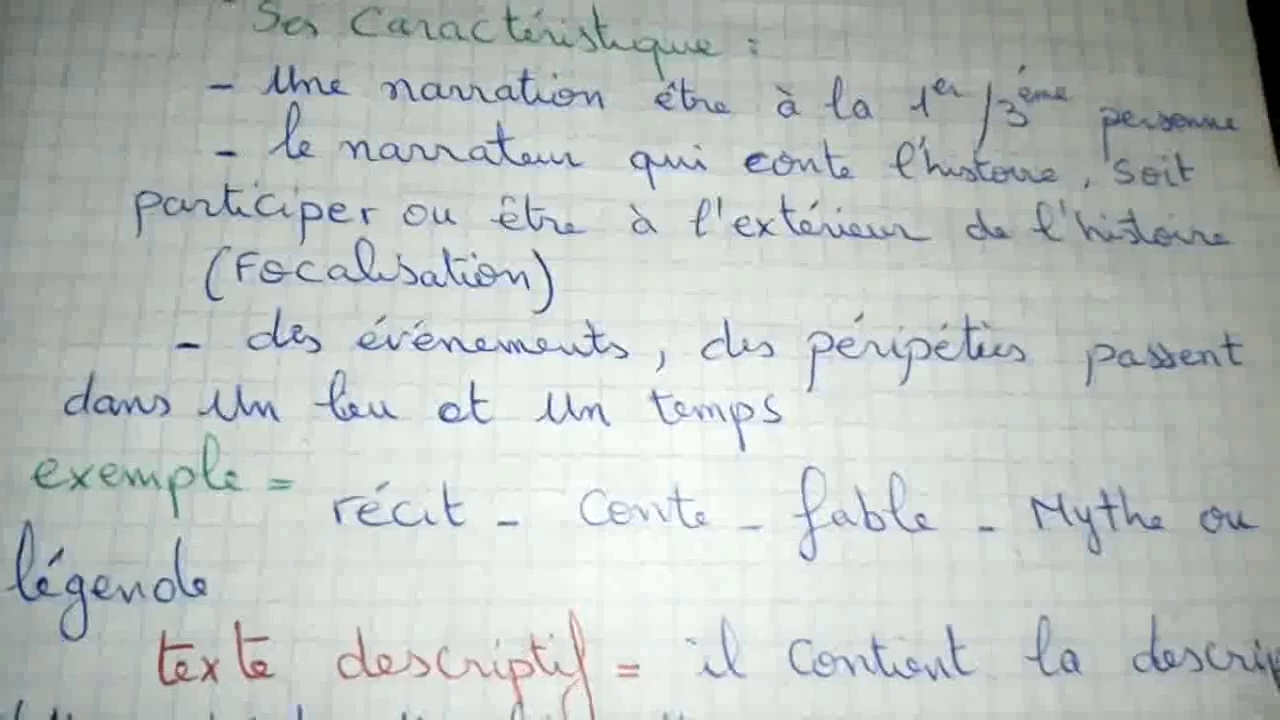 Ses Caractéristique :
- Une narration être à la 1er / 3ème personne
- le narrateur qui conte l'histoire, soit
participer ou être à l'extérieur de l'histoire
(Focalisation)
- des événements, des péripéties passent
dans un lieu et un temps
exemple = récit - conte - fable - Mythe ou
légende
texte descriptif = il contient la descrip